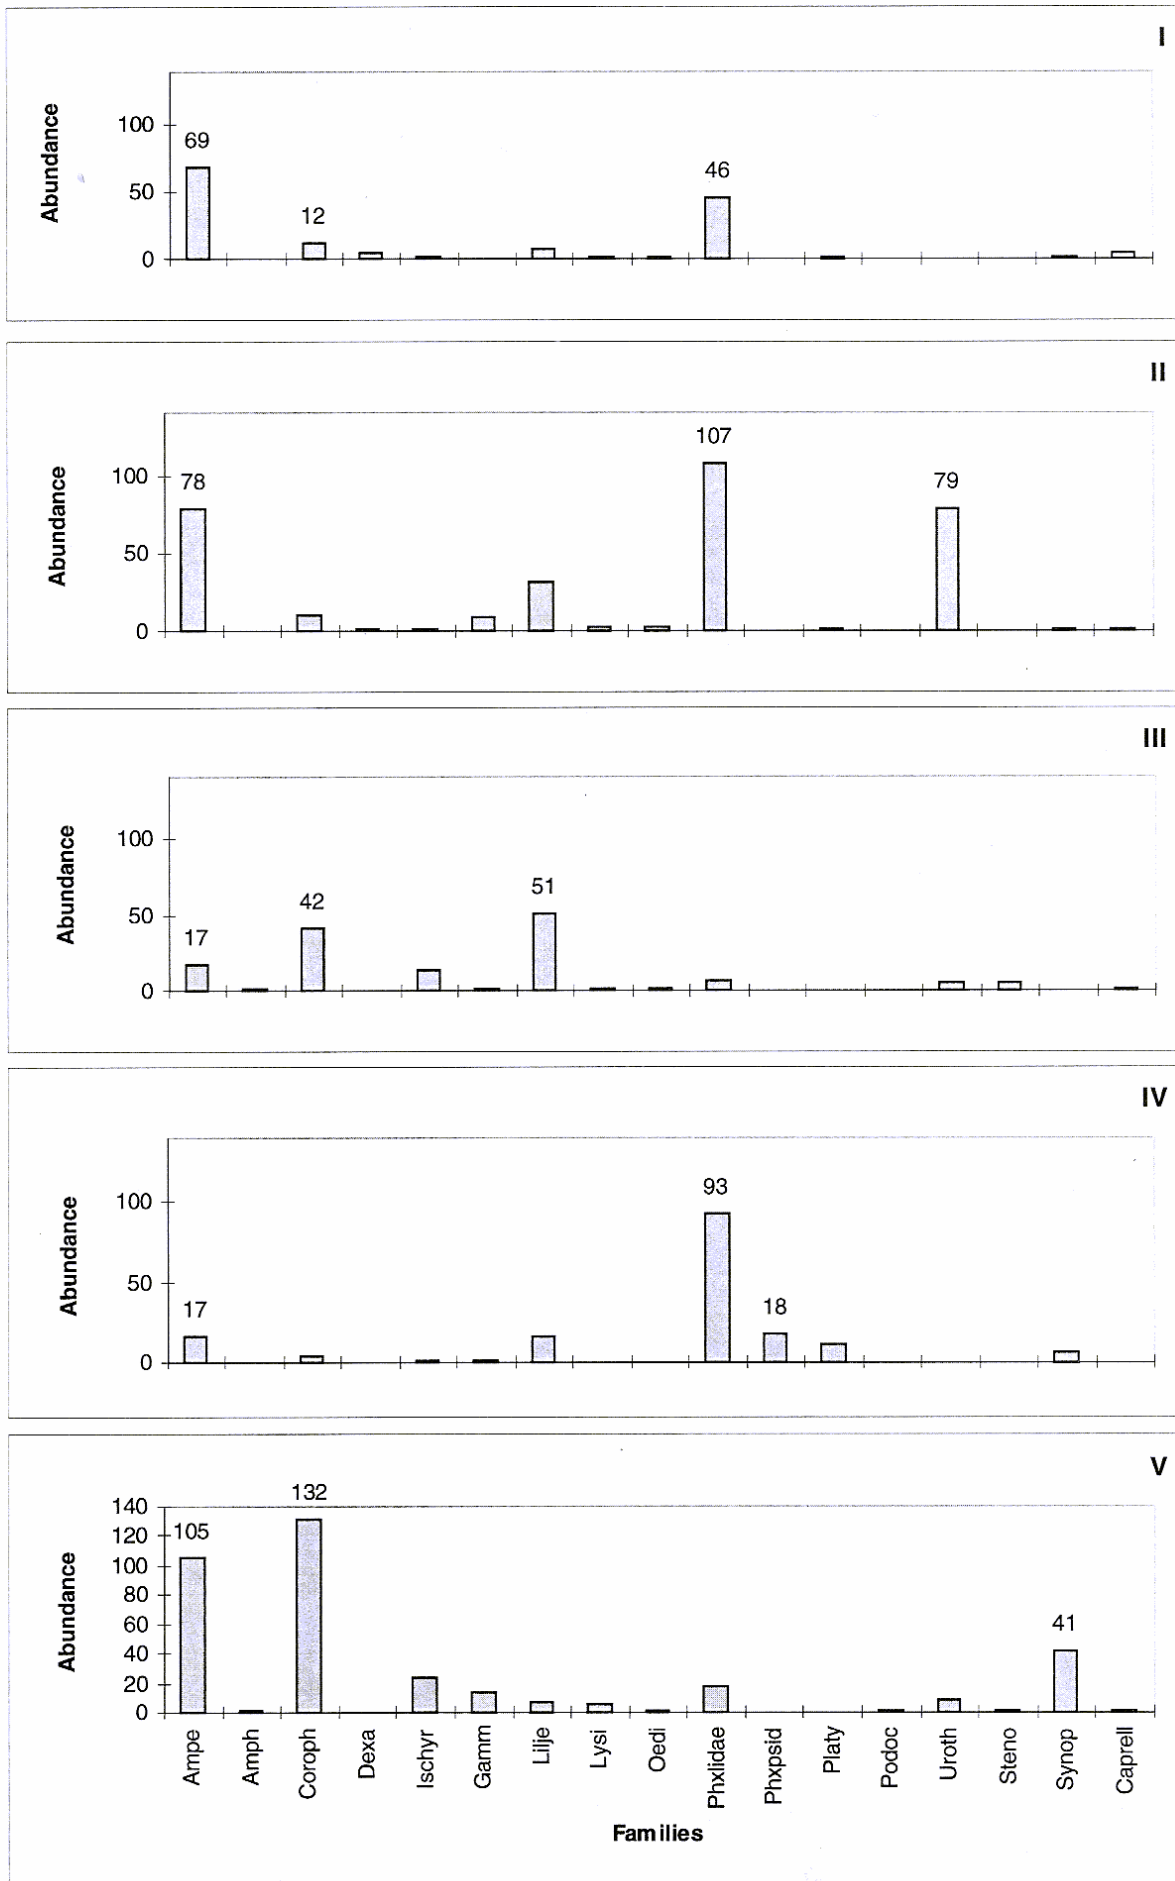 I
Abundance
100
50
0
69
12
46
II
Abundance
100
50
0
78
107
79
III
Abundance
100
50
0
17
42
51
IV
Abundance
100
50
0
17
93
18
V
Abundance
140
120
100
80
60
40
20
0
105
132
41
Ampe
Amph
Coroph
Dexa
Ischyr
Gamm
Lilje
Lysi
Oedi
Phxlidae
Phxpsid
Platy
Podoc
Uroth
Steno
Synop
Caprell
Families